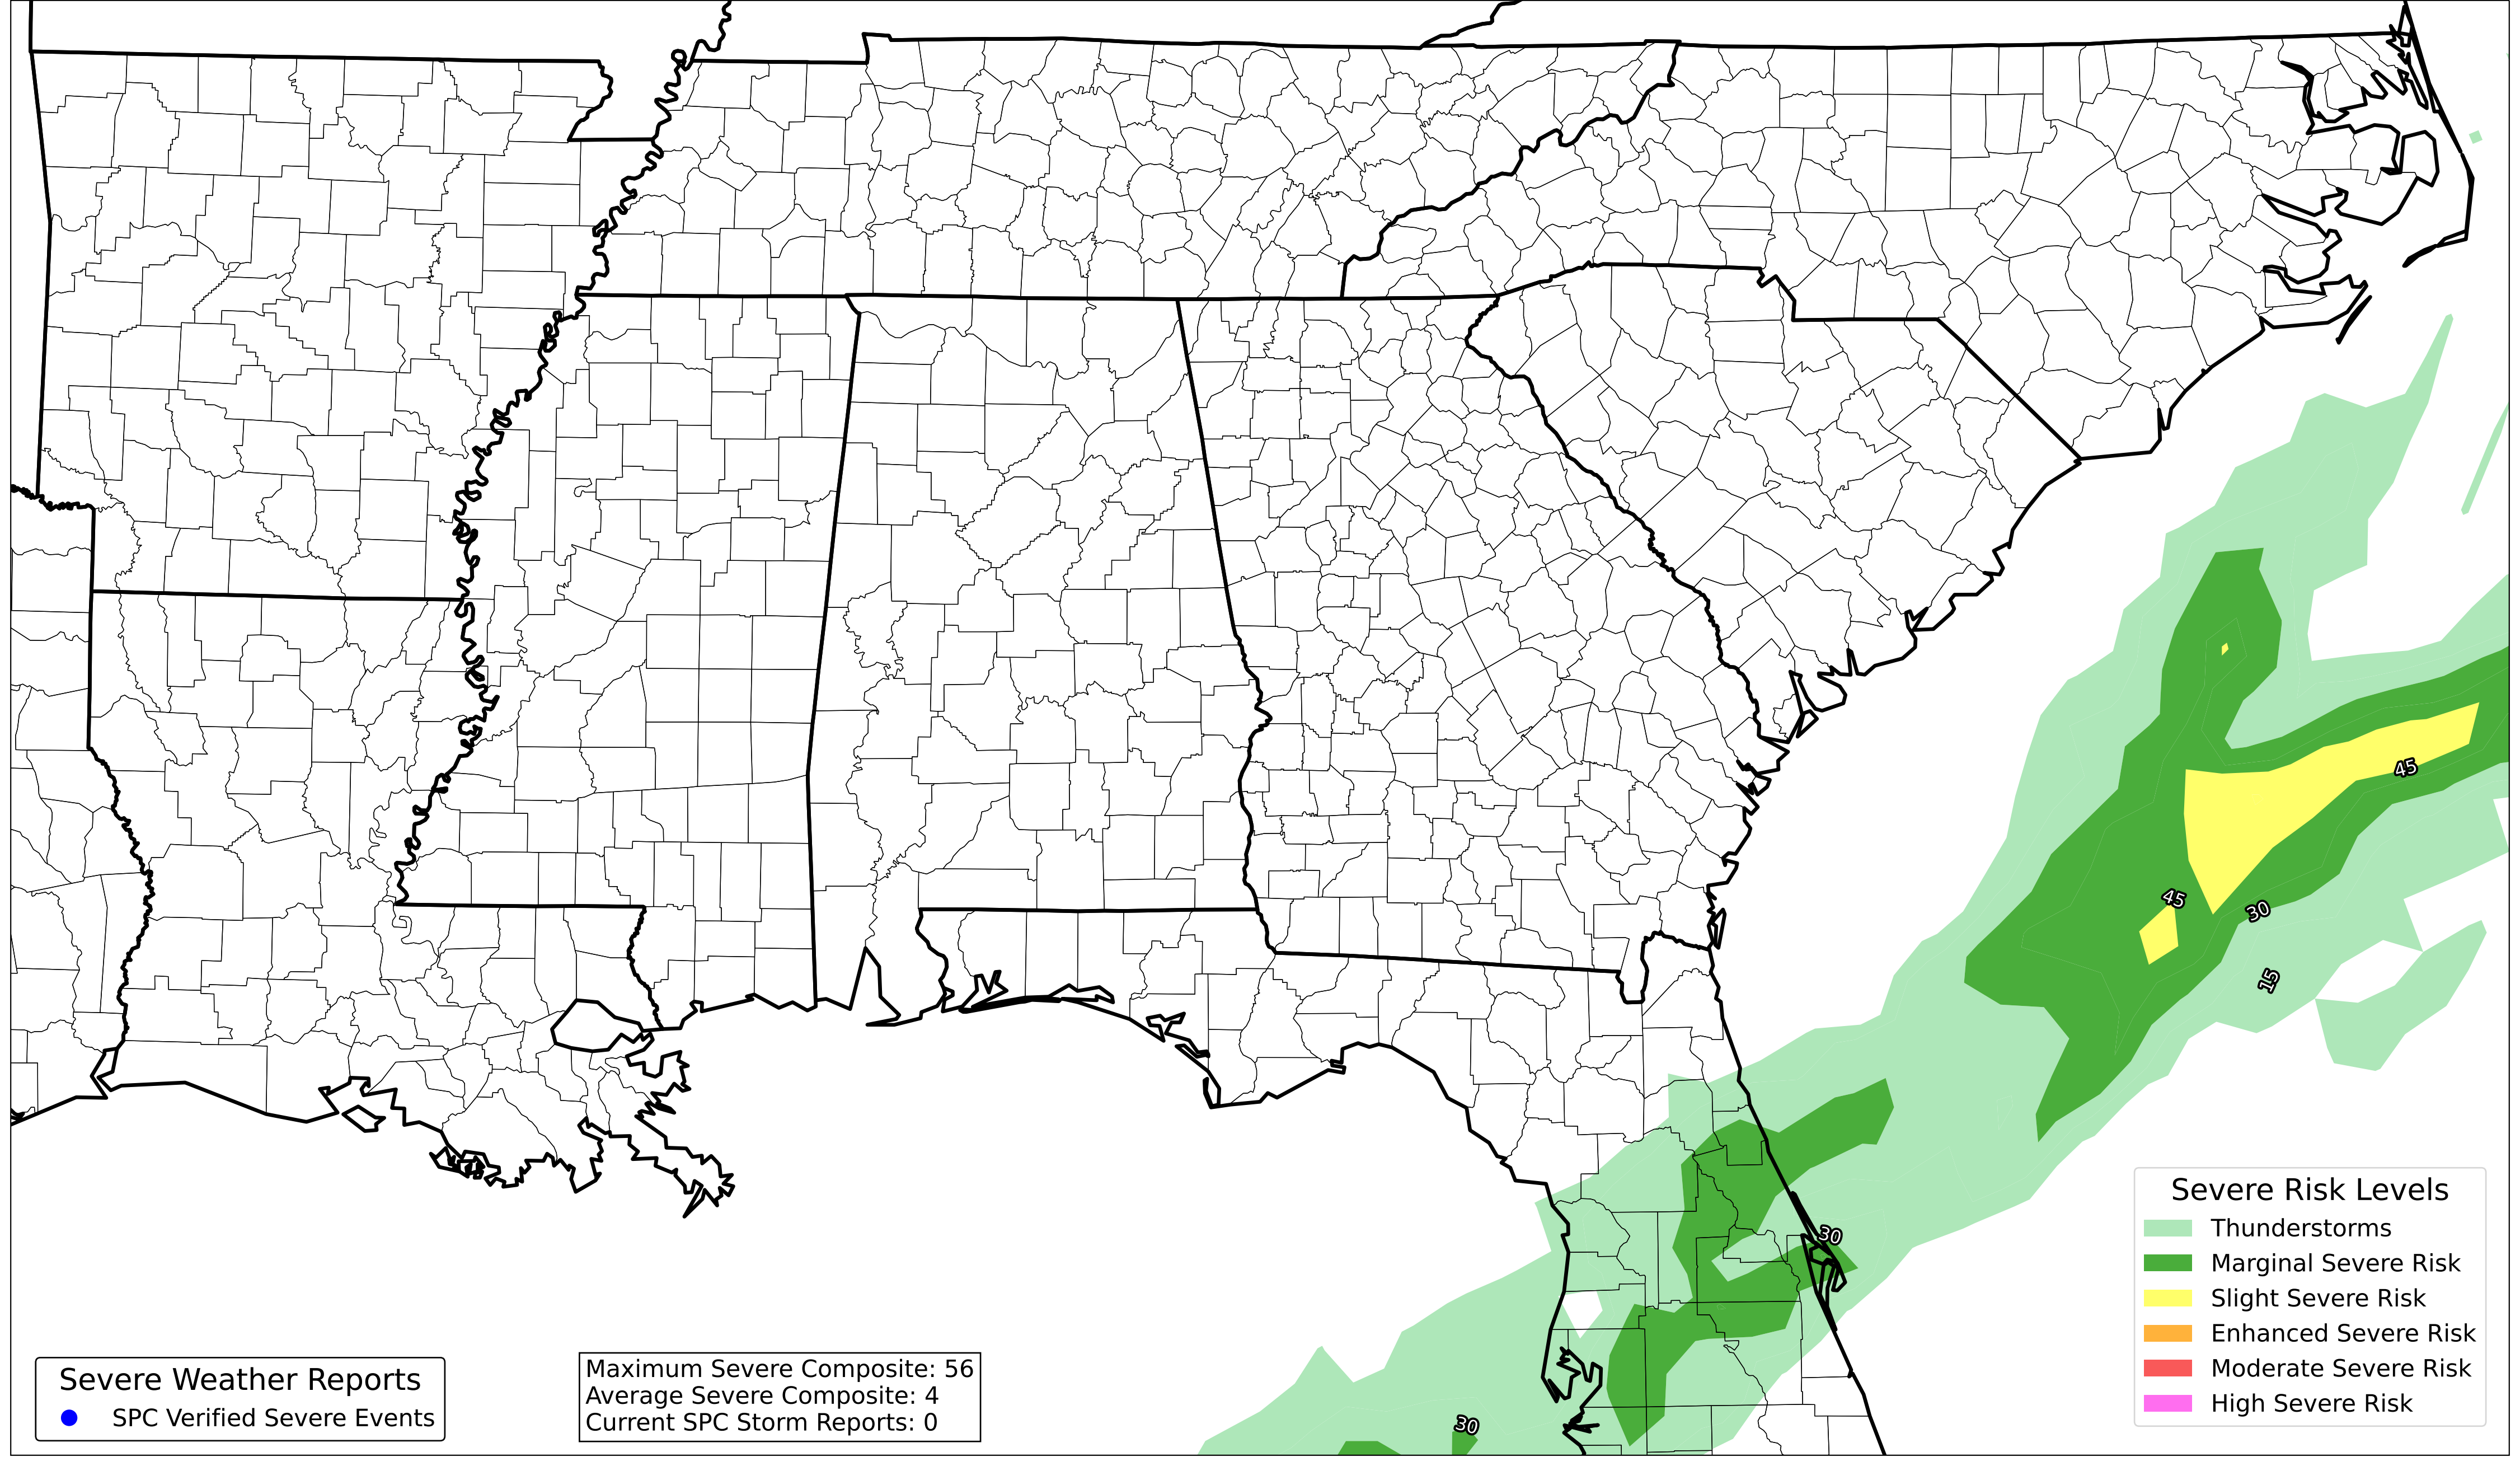 45
45
30
15
30
30
Severe Risk Levels
Thunderstorms
Marginal Severe Risk
Slight Severe Risk
Enhanced Severe Risk
Moderate Severe Risk
High Severe Risk
Severe Weather Reports
SPC Verified Severe Events
Maximum Severe Composite: 56
Average Severe Composite: 4
Current SPC Storm Reports: 0